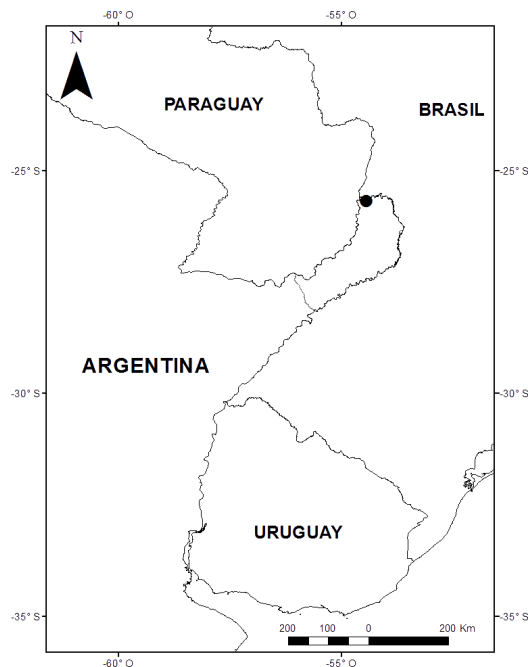 -60° O -55° O
N
PARAGUAY
BRASIL
-25° S -25° S
ARGENTINA
-30° S -30° S
URUGUAY
-35° S -35° S
200 100 0 200 Km
-60° O -55° O